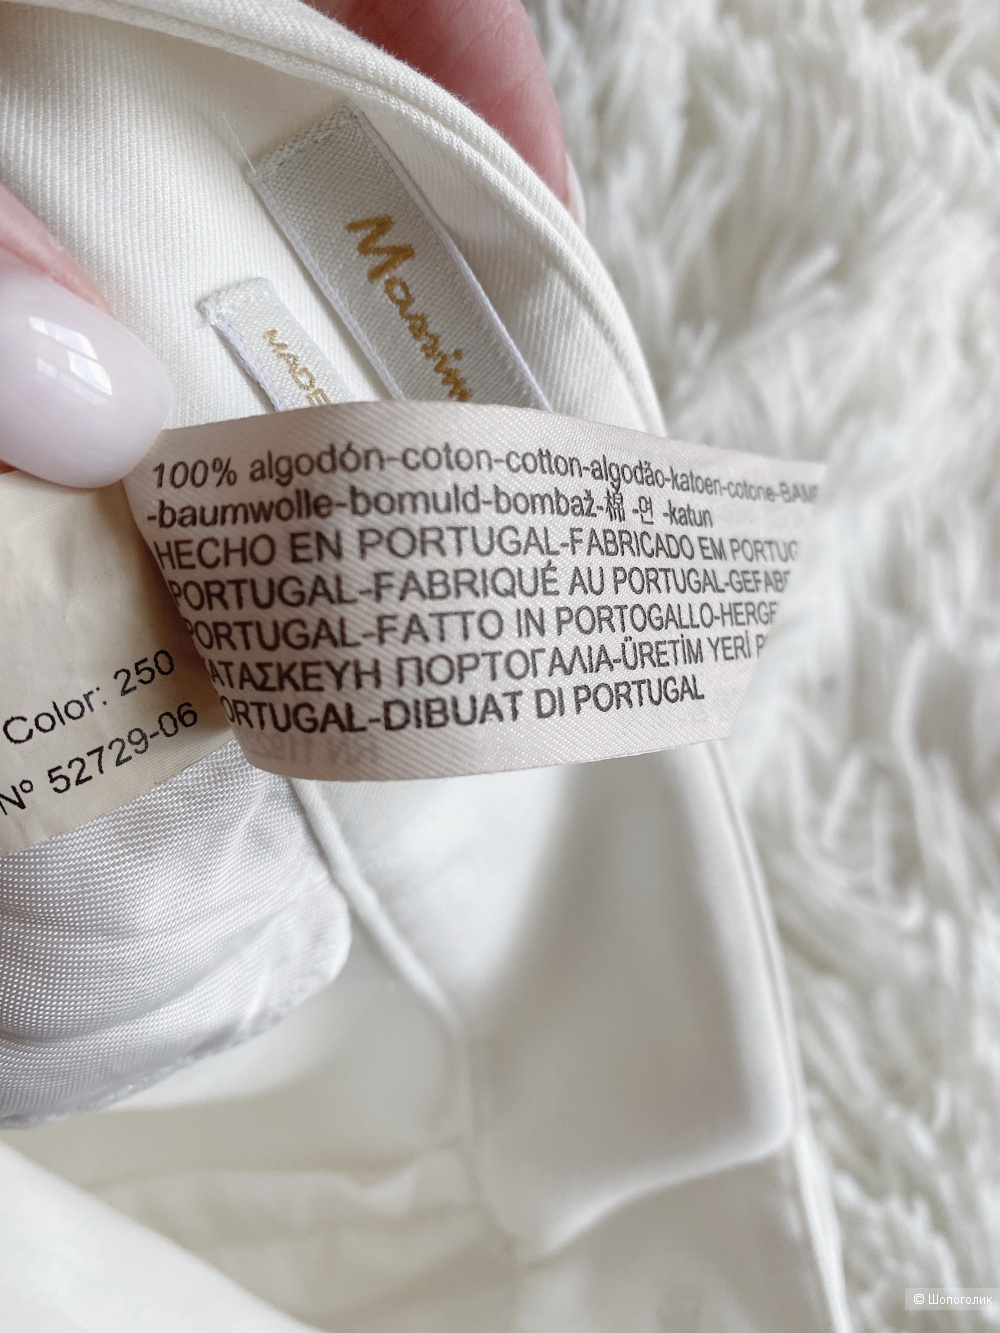 Massim
MADE
100% algodón-coton-cotton-algodão-katoen-cotone-BAM
-baumwolle-bomuld-bombaž-棉-면-katun
HECHO EN PORTUGAL-FABRICADO EM PORTUG
PORTUGAL-FABRIQUÉ AU PORTUGAL-GEFAB
PORTUGAL-FATTO IN PORTOGALLO-HERGE
ΑΤΑΣΚΕΥΗ ΠΟΡΤΟΓΑΛΙΑ-ÜRETİM YERİ P
ORTUGAL-DIBUAT DI PORTUGAL
Color: 250
Nº 52729-06
© Шопоголик